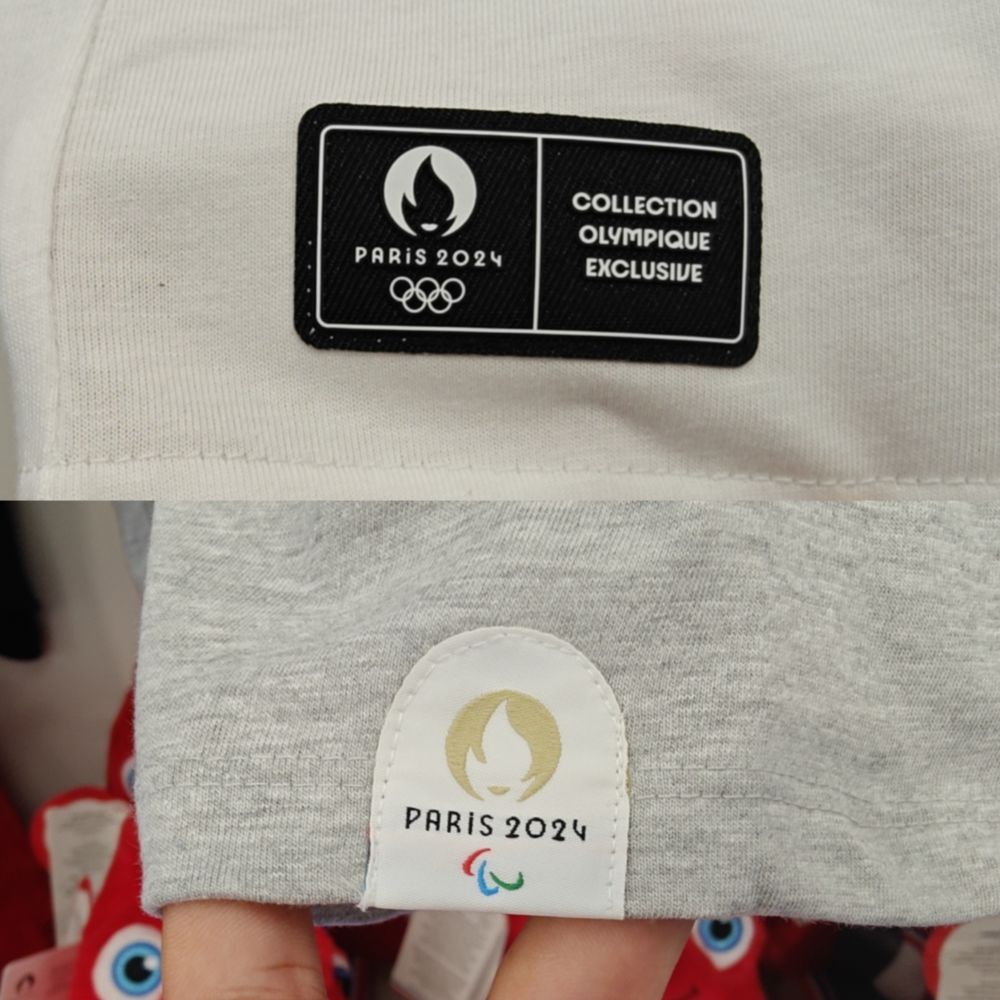 PARiS 2024
COLLECTION
OLYMPIQUE
EXCLUSIVE
PARiS 2024